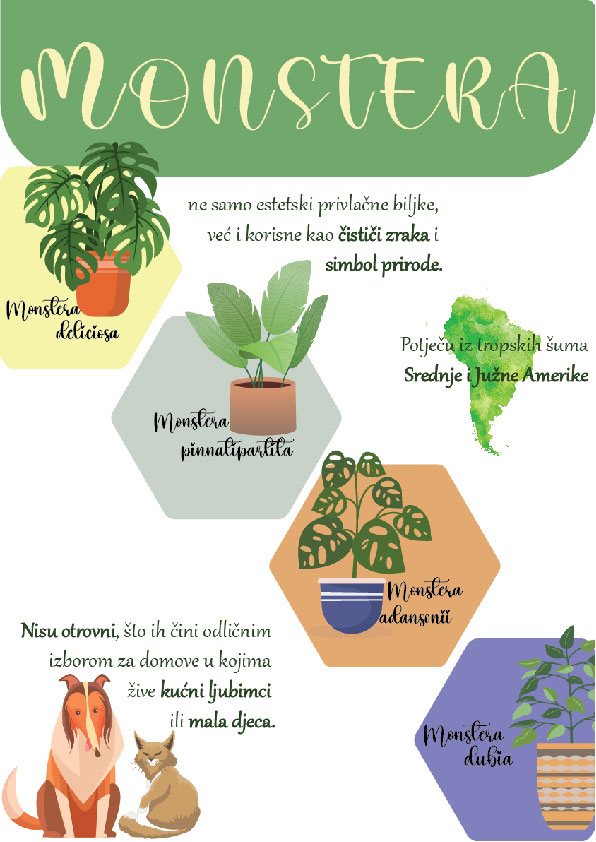 MONSTERA
ne samo estetski privlačne biljke,
već i korisne kao čističi zraka i
simbol prirode.
Monstera
deliciosa
Potječu iz tropskih šuma
Srednje i Južne Amerike
Monstera
pinnatipartita
Monstera
adansonii
Nisu otrovni, što ih čini odličnim
izborom za domove u kojima
žive kućni ljubimci
ili mala djeca.
Monstera
dubia